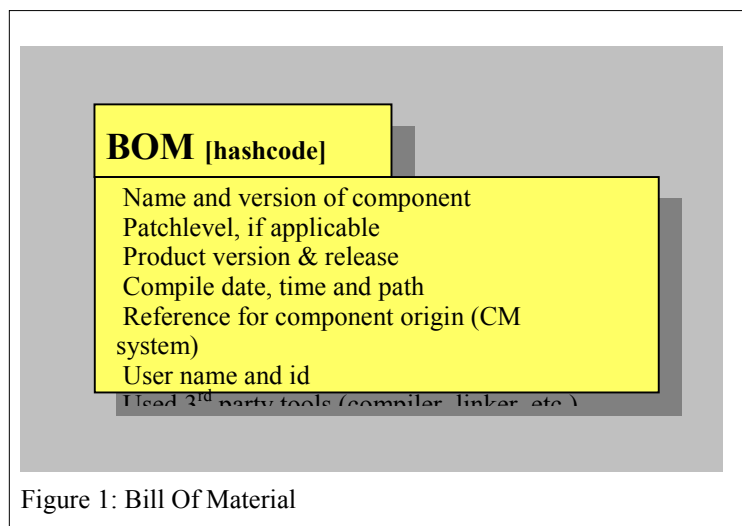 BOM [hashcode]
Name and version of component
Patchlevel, if applicable
Product version & release
Compile date, time and path
Reference for component origin (CM
system)
User name and id
Used 3rd party tools (compiler, linker, etc.)
Figure 1: Bill Of Material